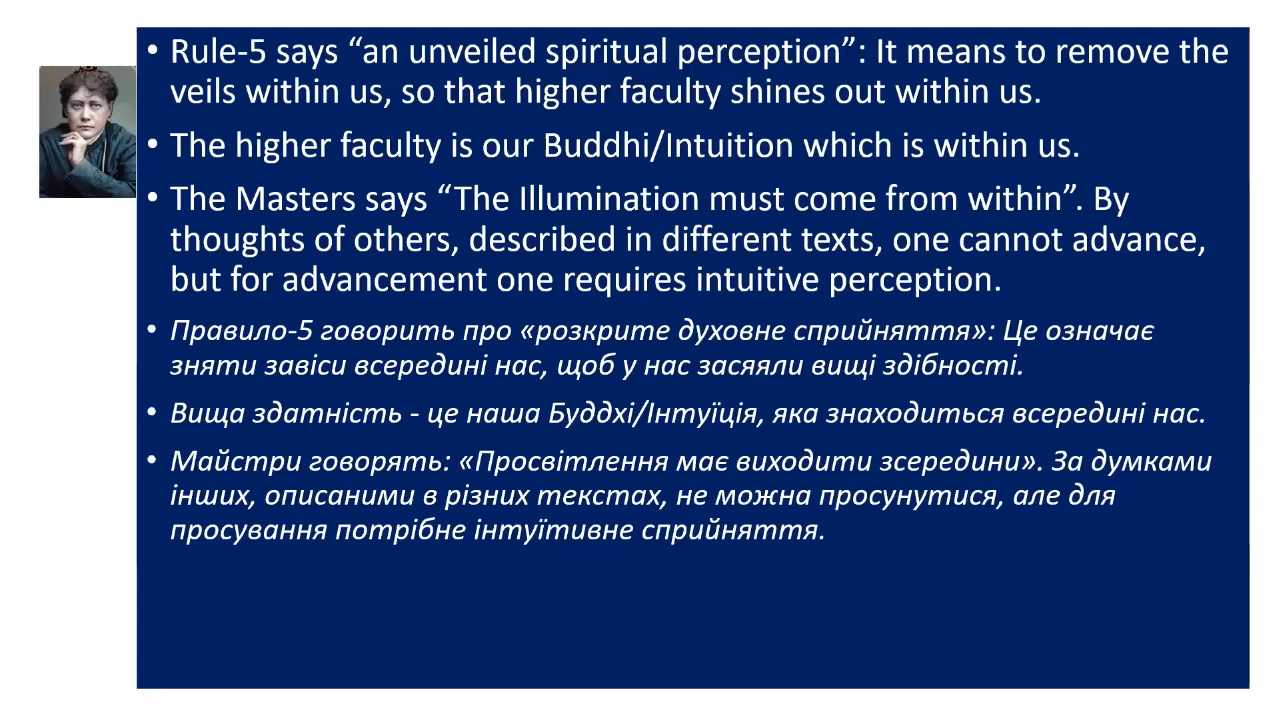 • Rule-5 says “an unveiled spiritual perception”: It means to remove the
veils within us, so that higher faculty shines out within us.
• The higher faculty is our Buddhi/Intuition which is within us.
• The Masters says “The Illumination must come from within”. By
thoughts of others, described in different texts, one cannot advance,
but for advancement one requires intuitive perception.
• Правило-5 говорить про «розкрите духовне сприйняття»: Це означає
зняти завіси всередині нас, щоб у нас засяяли вищі здібності.
• Вища здатність - це наша Буддхі/Інтуїція, яка знаходиться всередині нас.
• Майстри говорять: «Просвітлення має виходити зсередини». За думками
інших, описаними в різних текстах, не можна просунутися, але для
просування потрібне інтуїтивне сприйняття.